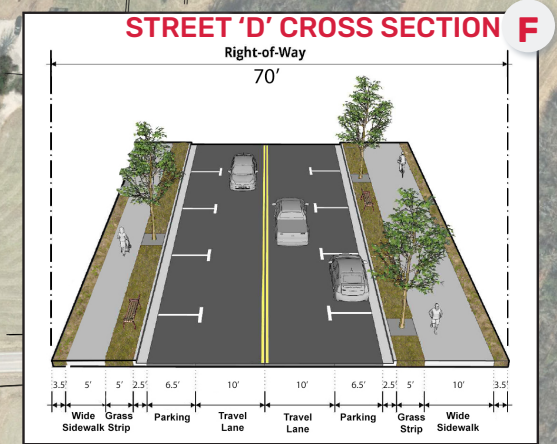 STREET ‘D’ CROSS SECTION F
Right-of-Way
70’
3.5’ 5’ 5’ 2.5’ 6.5’ 10’ 10’ 6.5’ 2.5’ 5’ 10’ 3.5’
Wide Sidewalk Grass Strip Parking Travel Lane Travel Lane Parking Grass Strip Wide Sidewalk